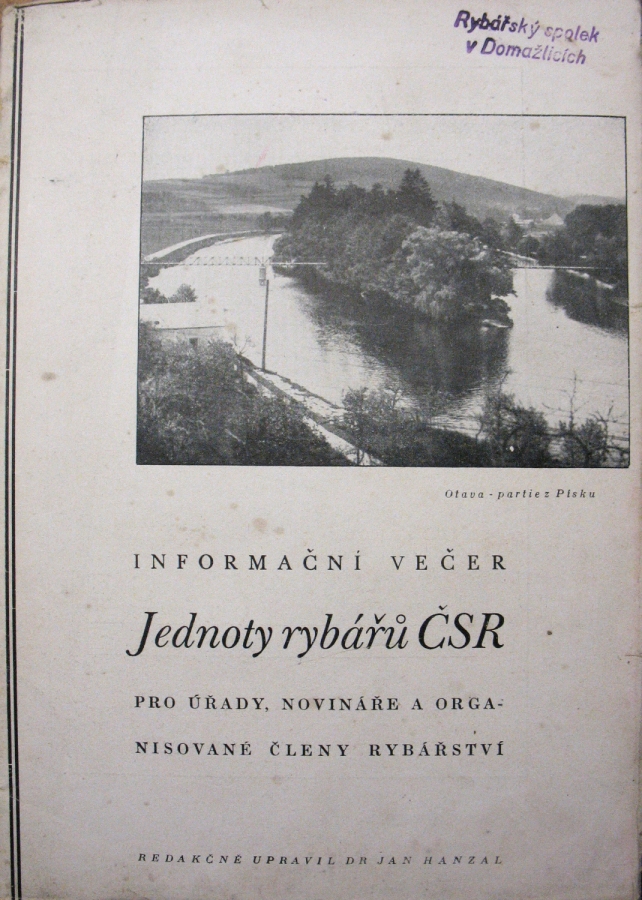 Rybářský spolek
v Domažlicích
Otava - partie z Písku
INFORMAČNÍ VEČER
Jednoty rybářů ČSR
PRO ÚŘADY, NOVINÁŘE A ORGA-
NISOVANÉ ČLENY RYBÁŘSTVÍ
REDAKČNĚ UPRAVIL DR JAN HANZAL